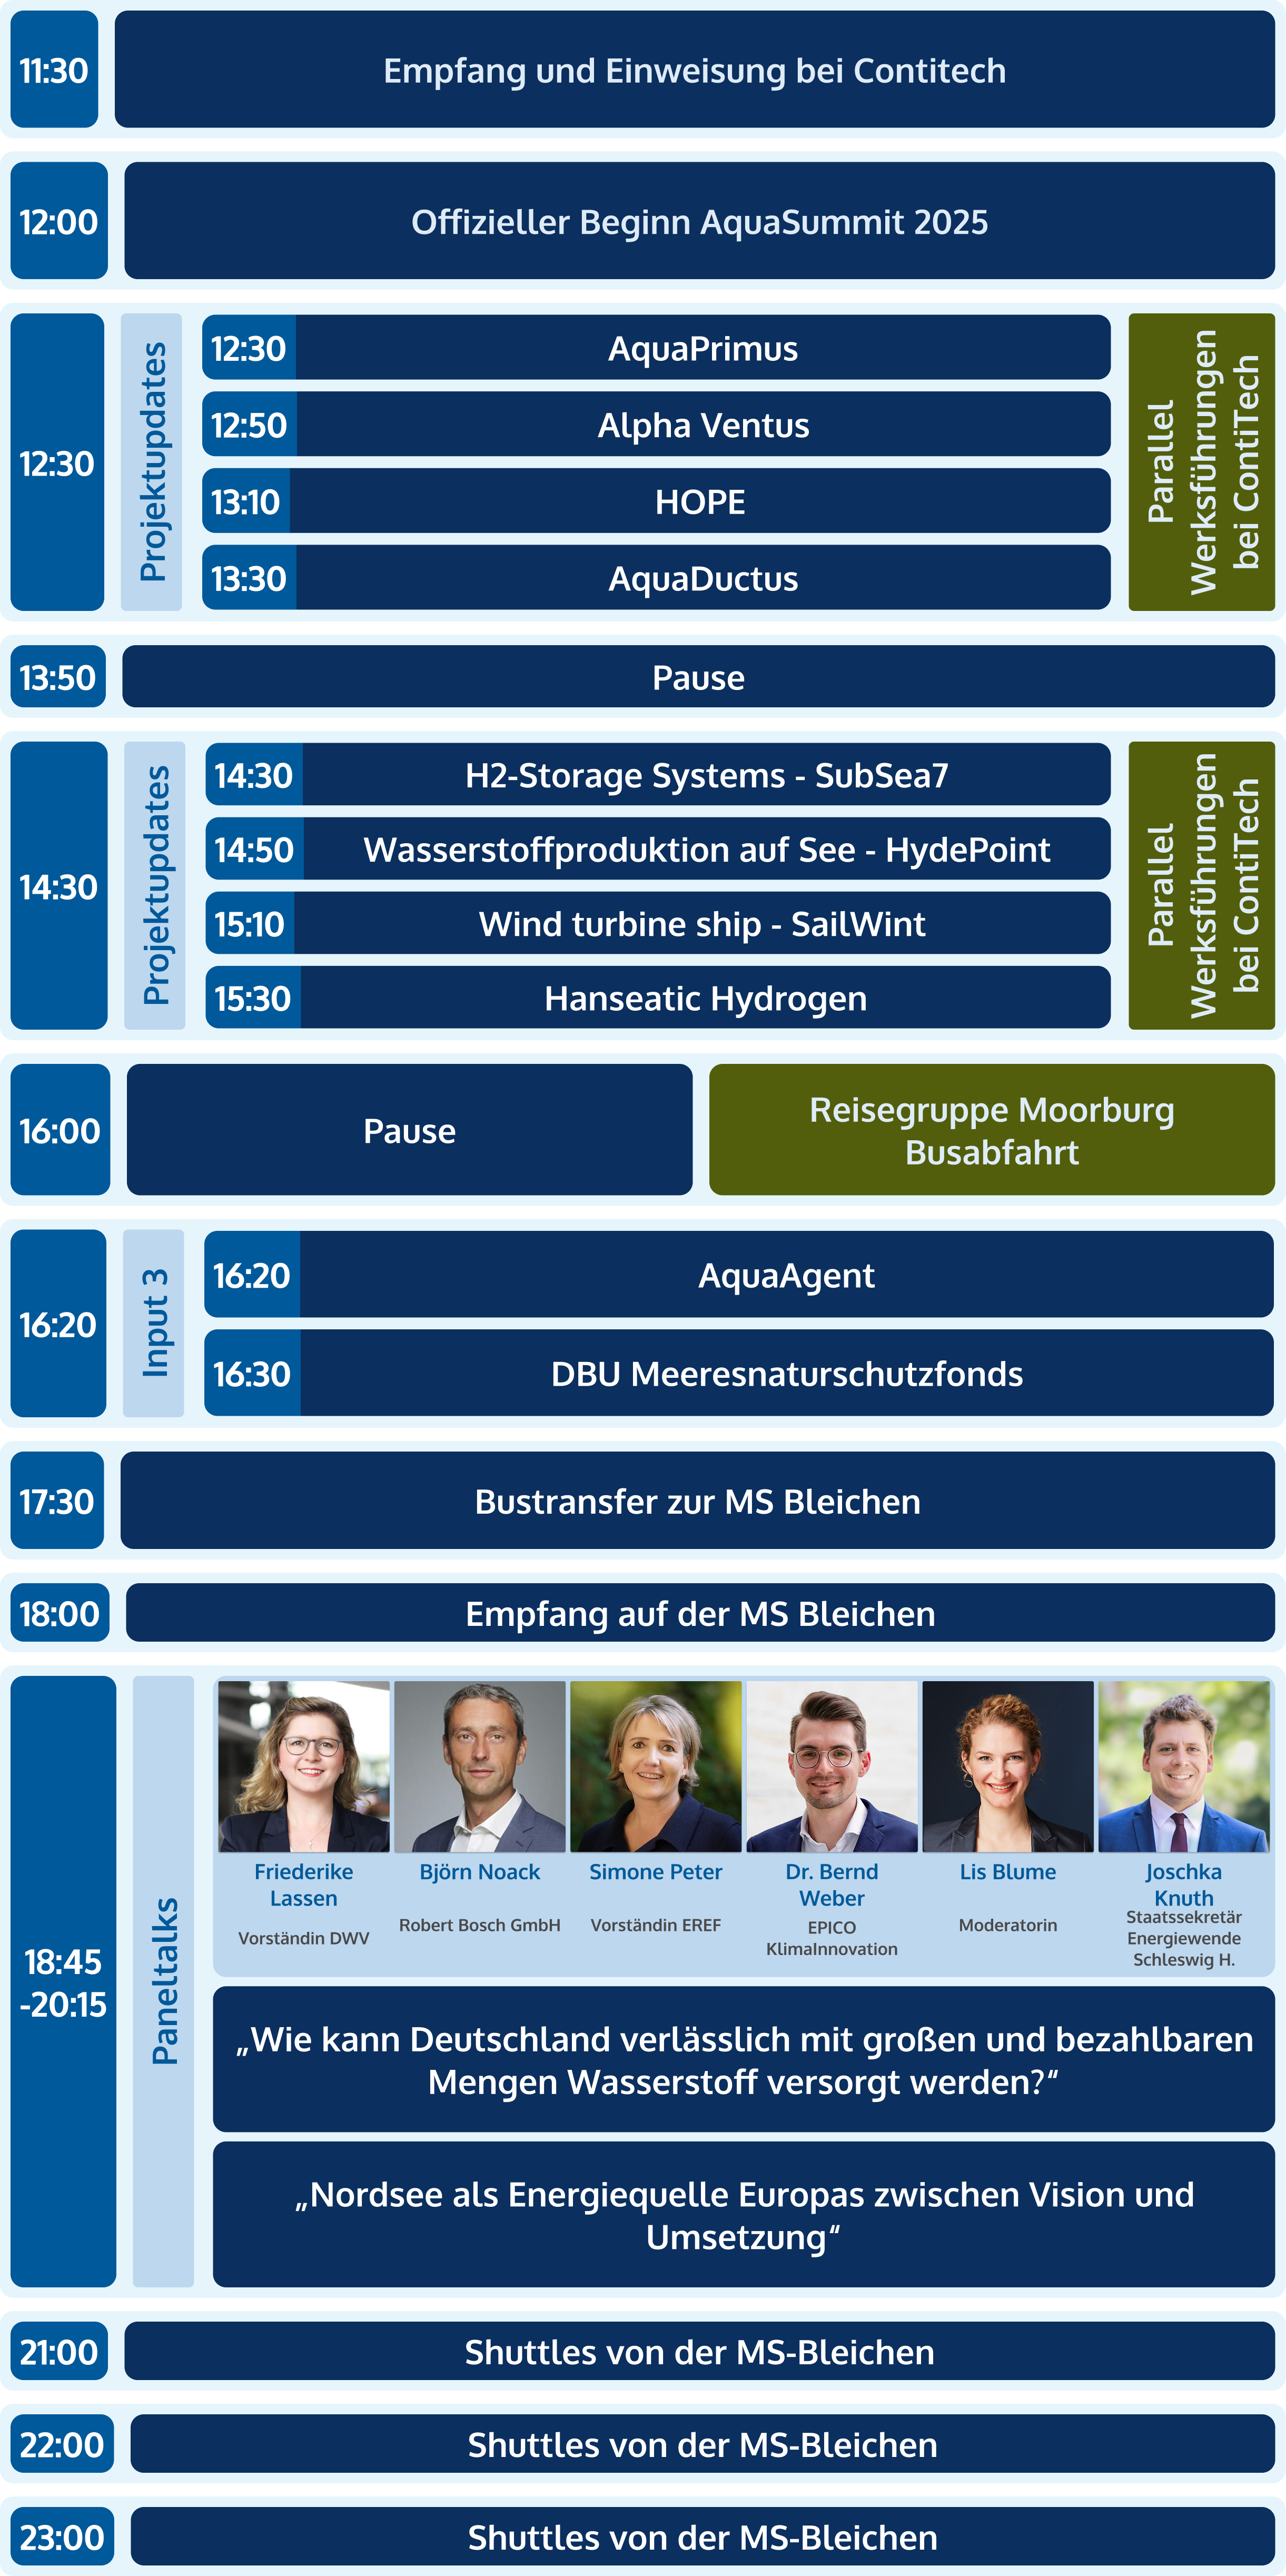 11:30
Empfang und Einweisung bei Contitech
12:00
Offizieller Beginn AquaSummit 2025
12:30
Projektupdates
12:30
AquaPrimus
12:50
Alpha Ventus
13:10
HOPE
13:30
AquaDuctus
Parallel
Werksführungen
bei ContiTech
13:50
Pause
14:30
Projektupdates
14:30
H2-Storage Systems - SubSea7
14:50
Wasserstoffproduktion auf See - HydePoint
15:10
Wind turbine ship - SailWint
15:30
Hanseatic Hydrogen
Parallel
Werksführungen
bei ContiTech
16:00
Pause
Reisegruppe Moorburg
Busabfahrt
16:20
Input 3
16:20
AquaAgent
16:30
DBU Meeresnaturschutzfonds
17:30
Bustransfer zur MS Bleichen
18:00
Empfang auf der MS Bleichen
18:45
-20:15
Paneltalks
Friederike
Lassen
Vorständin DWV
Björn Noack
Robert Bosch GmbH
Simone Peter
Vorständin EREF
Dr. Bernd
Weber
EPICO
KlimaInnovation
Lis Blume
Moderatorin
Joschka
Knuth
Staatssekretär
Energiewende
Schleswig H.
„Wie kann Deutschland verlässlich mit großen und bezahlbaren
Mengen Wasserstoff versorgt werden?“
„Nordsee als Energiequelle Europas zwischen Vision und
Umsetzung“
21:00
Shuttles von der MS-Bleichen
22:00
Shuttles von der MS-Bleichen
23:00
Shuttles von der MS-Bleichen